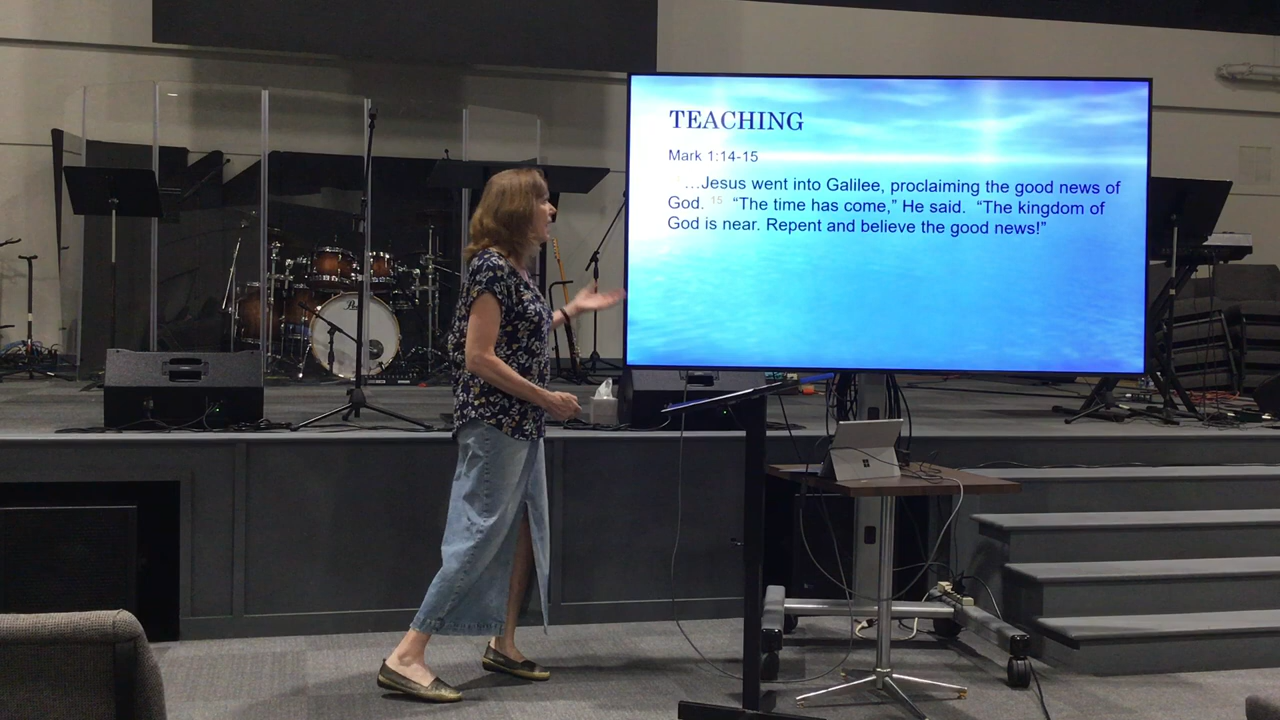 TEACHING
Mark 1:14-15
“…Jesus went into Galilee, proclaiming the good news of
God. 15 “The time has come,” He said. “The kingdom of
God is near. Repent and believe the good news!”